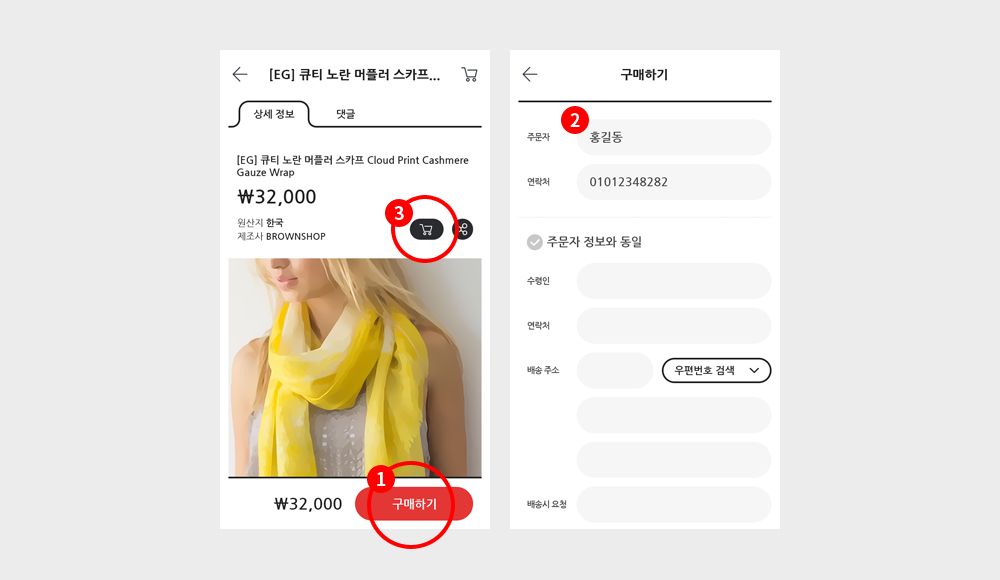 [EG] 큐티 노란 머플러 스카프...
상세 정보
댓글
[EG] 큐티 노란 머플러 스카프 Cloud Print Cashmere
Gauze Wrap
₩32,000
3
원산지 한국
제조사 BROWNSHOP
1
₩32,000
구매하기
구매하기
2
주문자
홍길동
연락처
01012348282
주문자 정보와 동일
수령인
연락처
배송 주소
우편번호 검색
배송시 요청